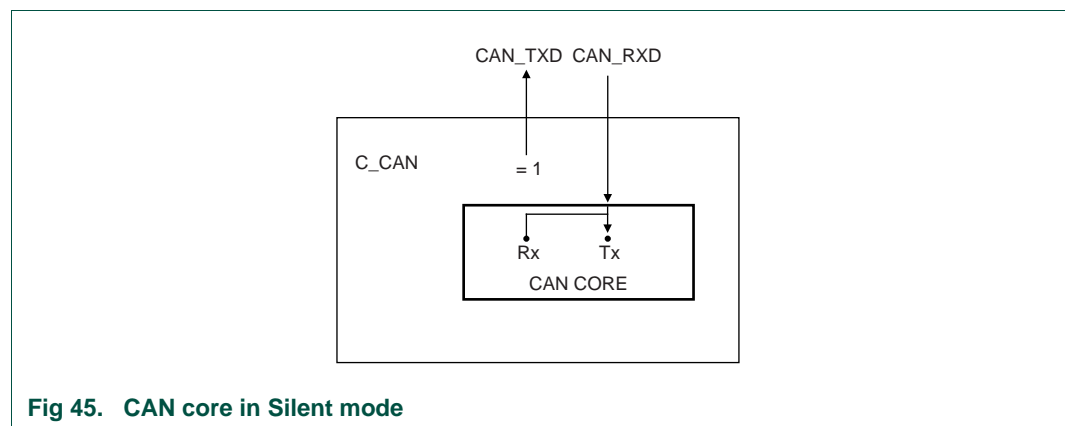 CAN_TXD CAN_RXD
C_CAN
= 1
Rx Tx
CAN CORE
Fig 45. CAN core in Silent mode